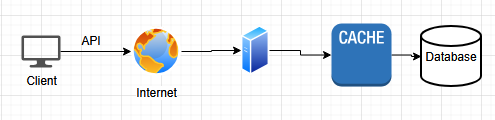 API
Client
Internet
CACHE
Database